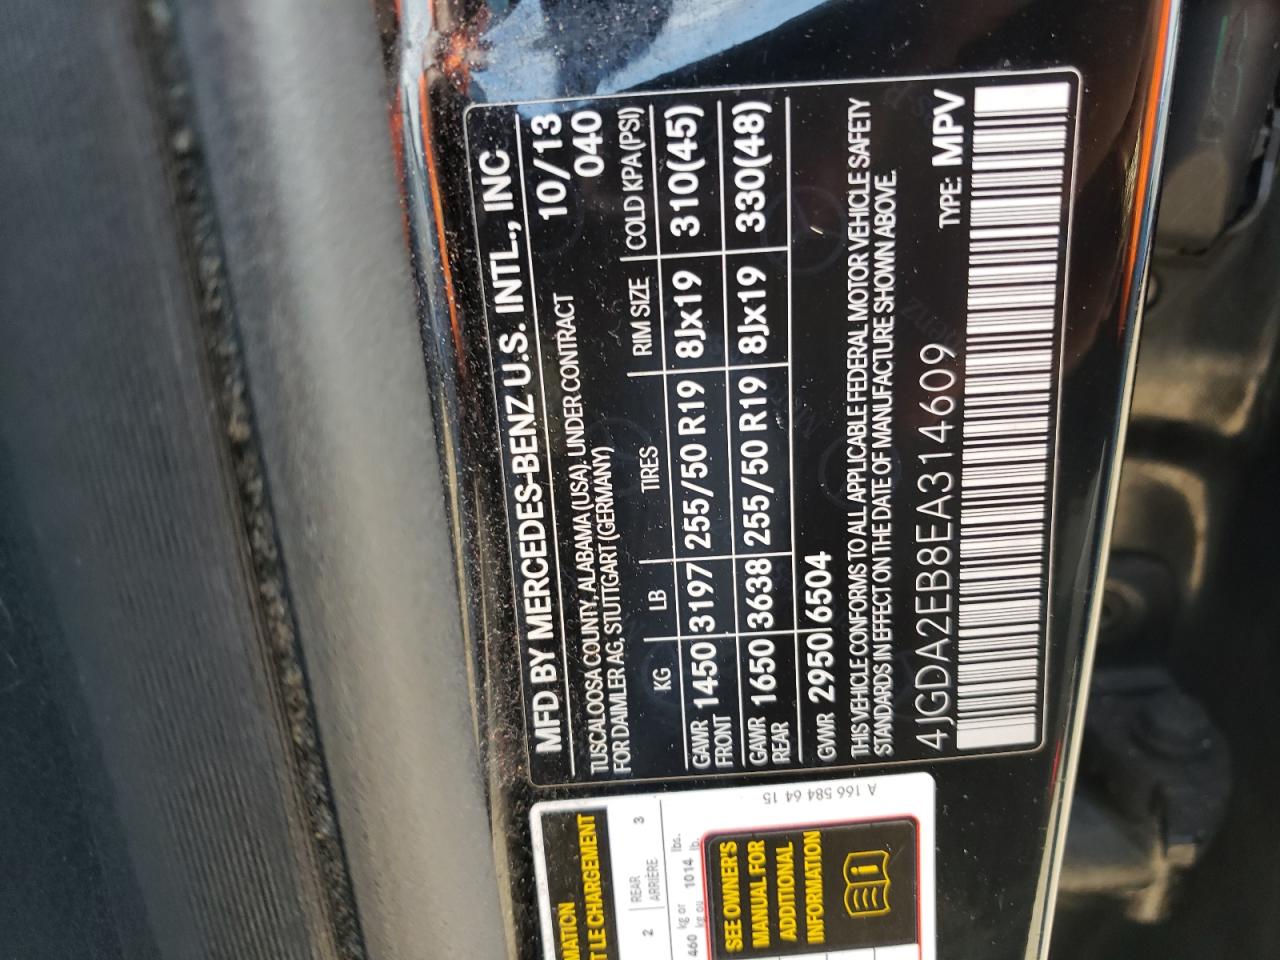 MFD BY MERCEDES-BENZ U.S. INTL., INC
10/13
TUSCALOOSA COUNTY, ALABAMA (USA). UNDER CONTRACT
040
FOR DAIMLER AG, STUTTGART (GERMANY)
KG LB TIRES RIM SIZE COLD KPA (PSI)
GAWR FRONT 1450 3197 255/50 R19 8Jx19 310(45)
GAWR REAR 1650 3638 255/50 R19 8Jx19 330(48)
GVWR 2950 6504
THIS VEHICLE CONFORMS TO ALL APPLICABLE FEDERAL MOTOR VEHICLE SAFETY
STANDARDS IN EFFECT ON THE DATE OF MANUFACTURE SHOWN ABOVE.
4JGDA2EB8EA314609 TYPE: MPV
MATION
T LE CHARGEMENT
2 REAR 3
ARRIÈRE
460 kg or 1014 lbs.
kg ou lb.
SEE OWNER'S
MANUAL FOR
ADDITIONAL
INFORMATION
A 166 584 64 15